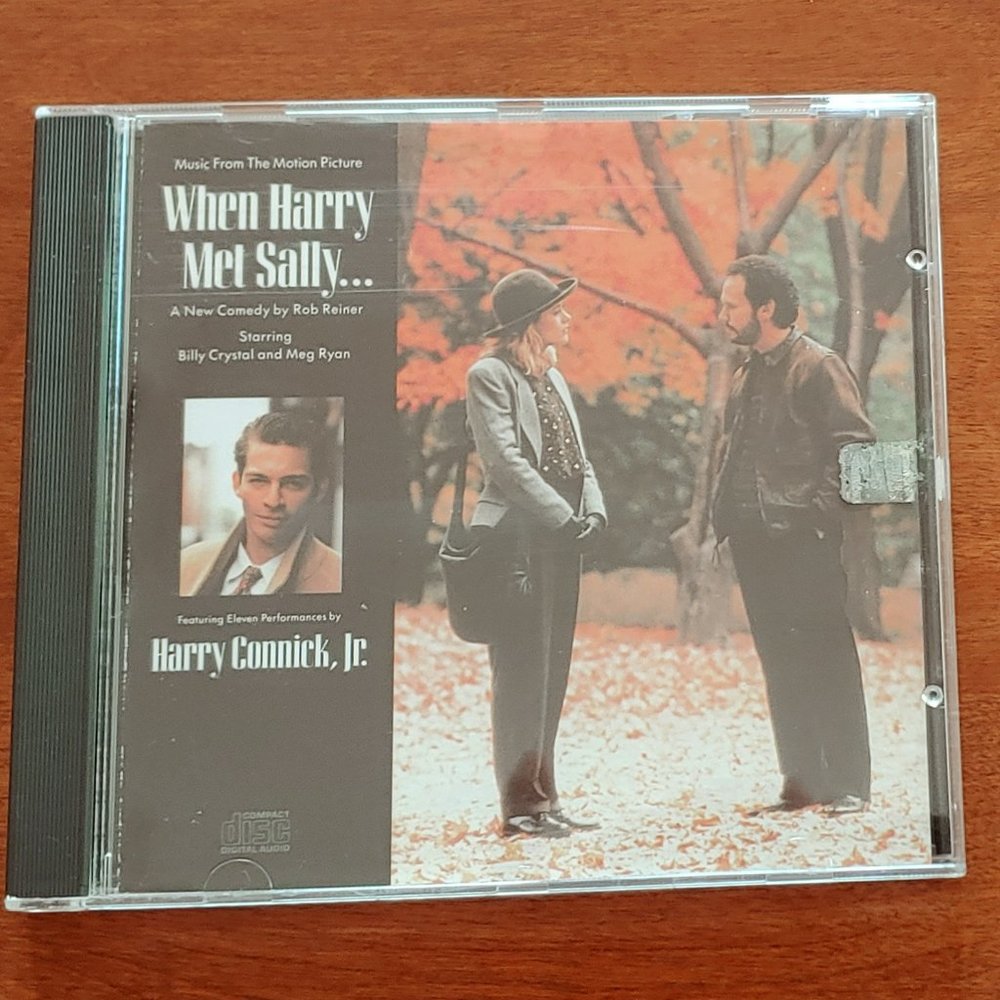 Music From The Motion Picture
When Harry
Met Sally...
A New Comedy by Rob Reiner
Starring
Billy Crystal and Meg Ryan
Featuring Eleven Performances by
Harry Connick, Jr.
COMPACT
disc
DIGITAL AUDIO